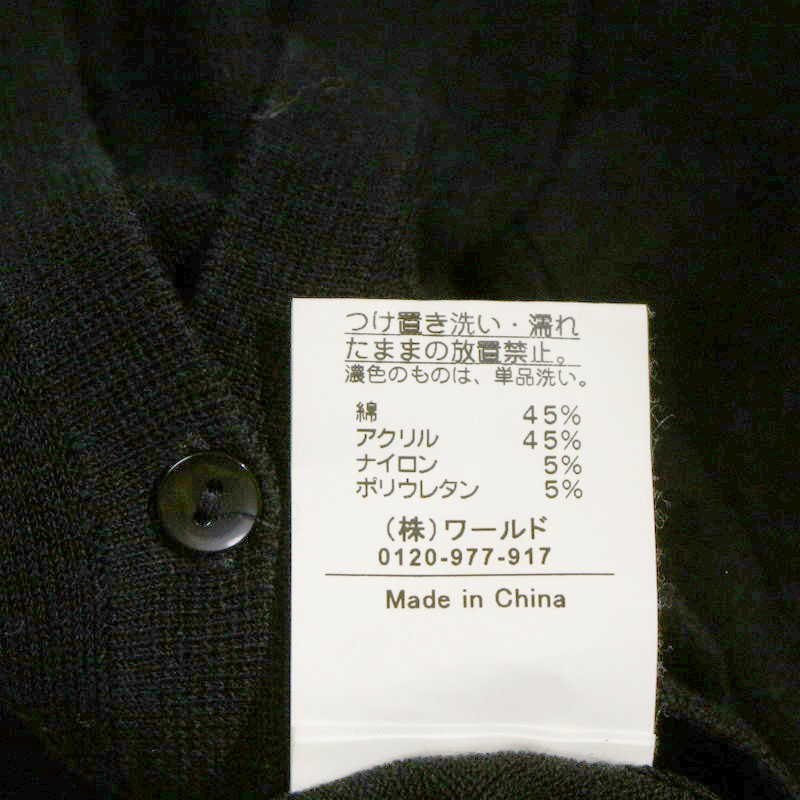 つけ置き洗い・濡れ
たままの放置禁止。
濃色のものは、単品洗い。
綿 45%
アクリル 45%
ナイロン 5%
ポリウレタン 5%
（株）ワールド
0120-977-917
Made in China